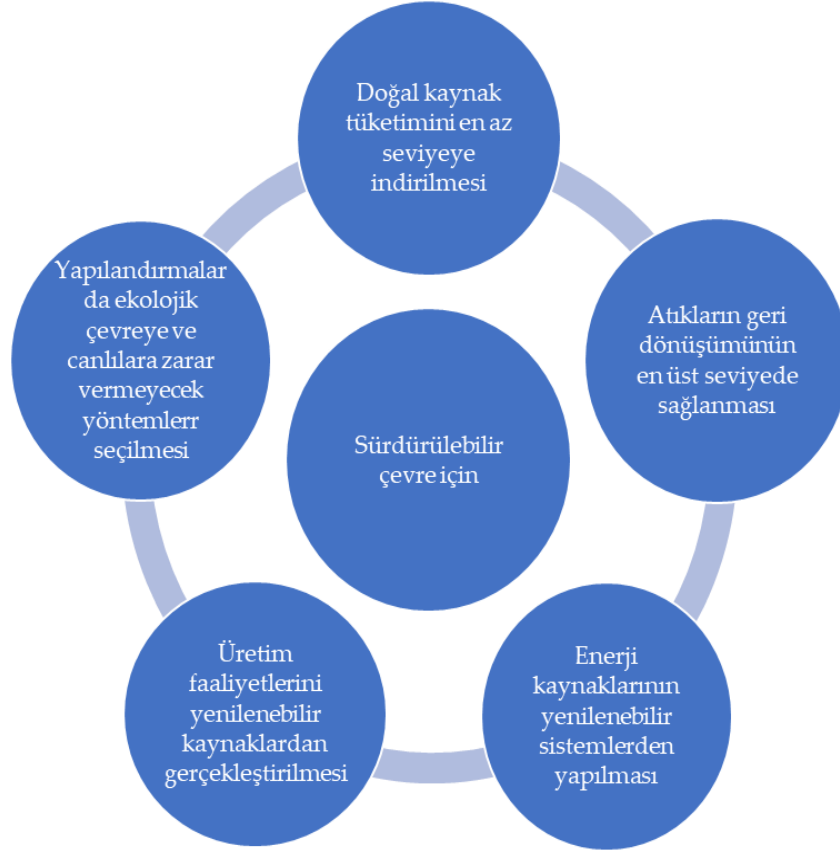 Doğal kaynak
tüketimini en az
seviyeye
indirilmesi
Atıkların geri
dönüşümünün
en üst seviyede
sağlanması
Enerji
kaynaklarının
yenilenebilir
sistemlerden
yapılması
Üretim
faaliyetlerini
yenilenebilir
kaynaklardan
gerçekleştirilmesi
Yapılandırmalar
da ekolojik
çevreye ve
canlılara zarar
vermeyecek
yöntemlerr
seçilmesi
Sürdürülebilir
çevre için